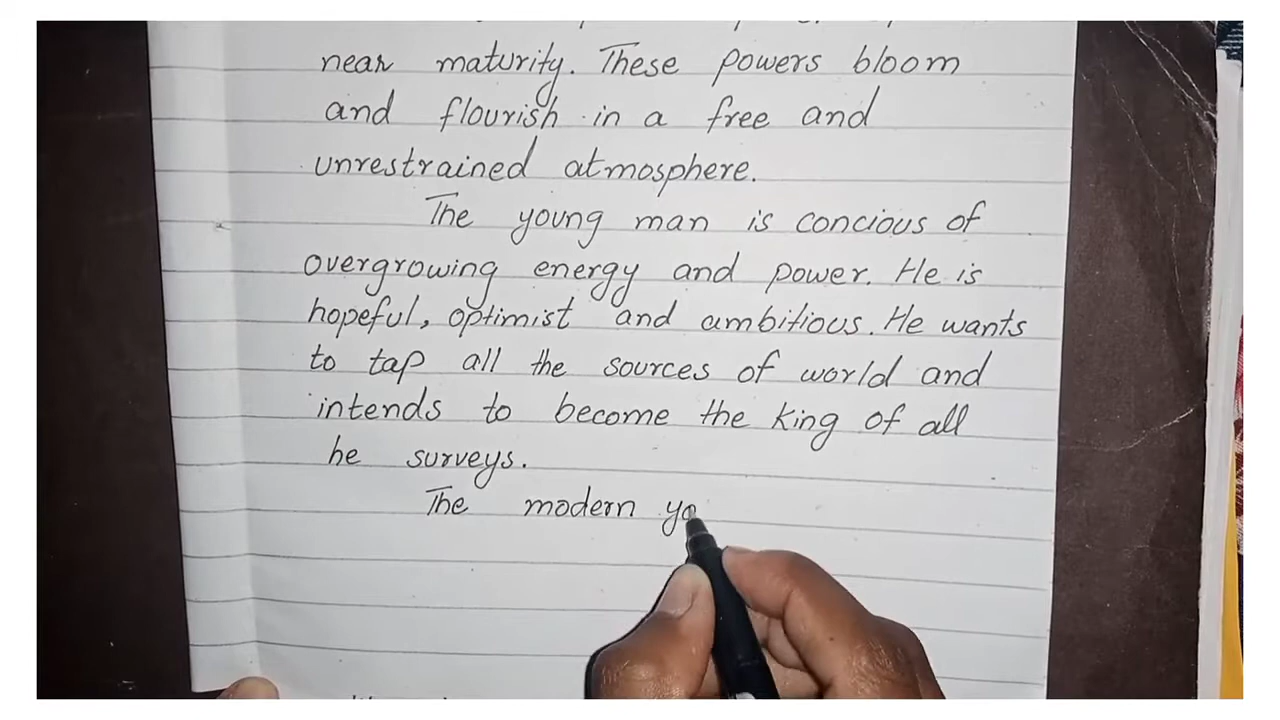 near maturity. These powers bloom
and flourish in a free and
unrestrained atmosphere.
The young man is concious of
overgrowing energy and power. He is
hopeful, optimist and ambitious. He wants
to tap all the sources of world and
intends to become the king of all
he surveys.
The modern yo